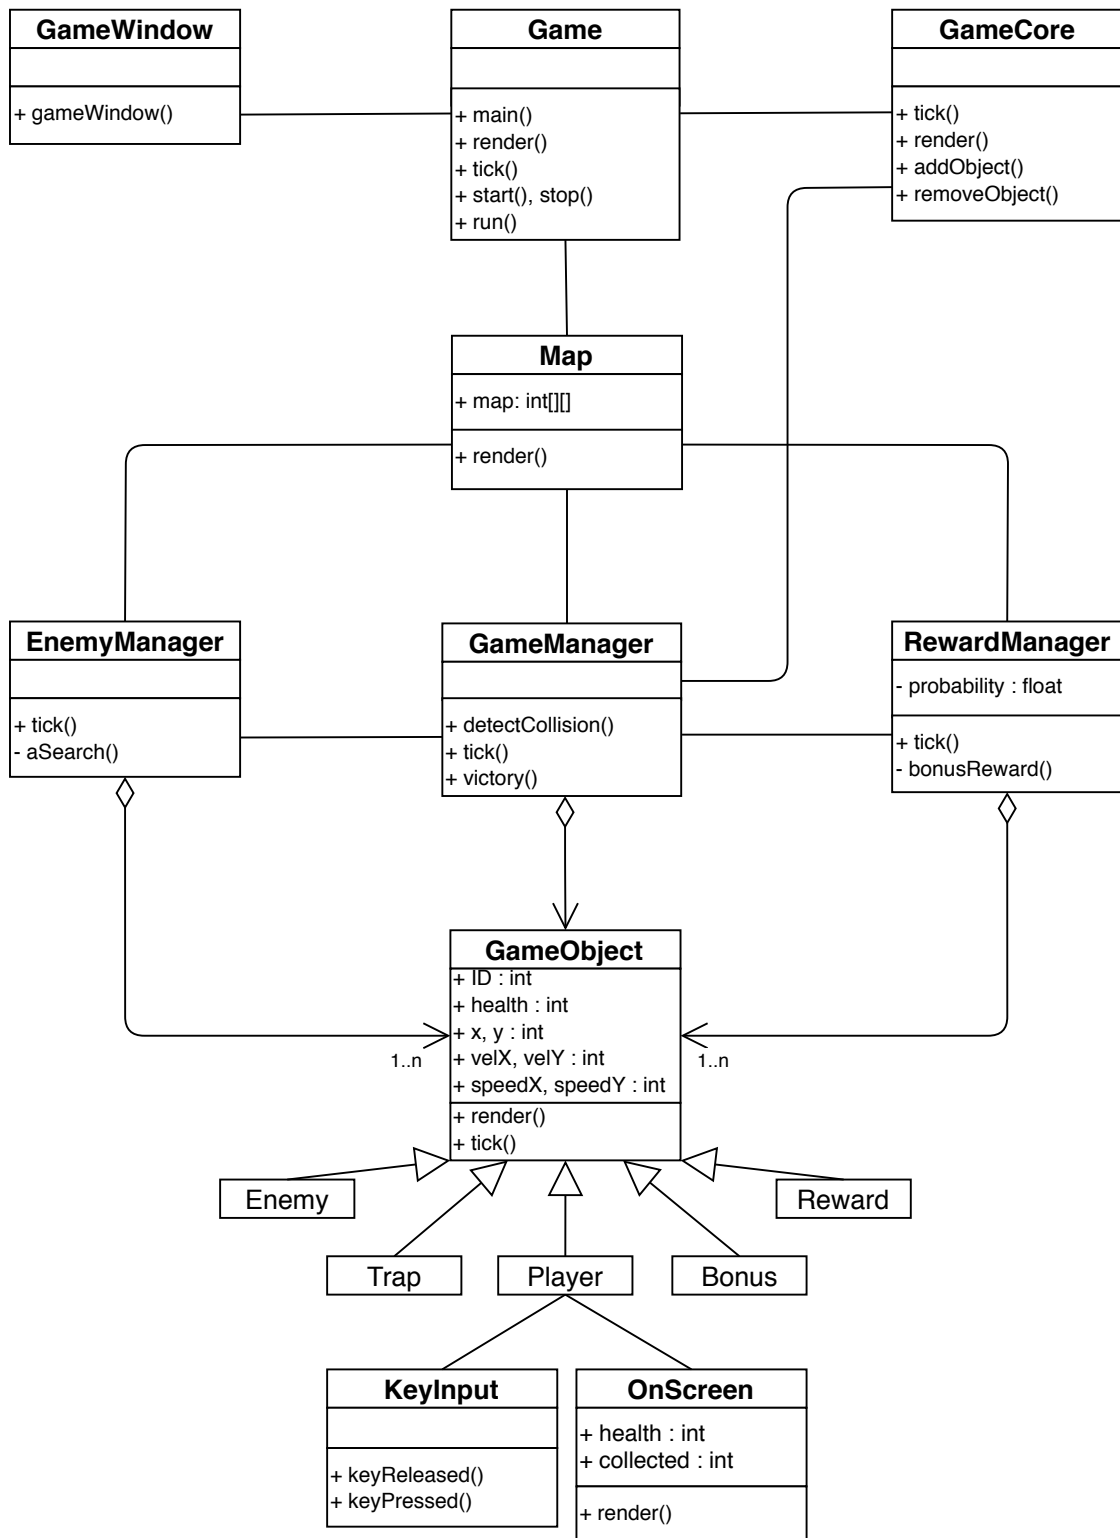 GameWindow
+ gameWindow()
Game
+ main()
+ render()
+ tick()
+ start(), stop()
+ run()
GameCore
+ tick()
+ render()
+ addObject()
+ removeObject()
Map
+ map: int[][]
+ render()
EnemyManager
+ tick()
- aSearch()
GameManager
+ detectCollision()
+ tick()
+ victory()
RewardManager
- probability : float
+ tick()
- bonusReward()
GameObject
+ ID : int
+ health : int
+ x, y : int
+ velX, velY : int
+ speedX, speedY : int
+ render()
+ tick()
1..n
1..n
Enemy
Reward
Trap
Player
Bonus
KeyInput
+ keyReleased()
+ keyPressed()
OnScreen
+ health : int
+ collected : int
+ render()